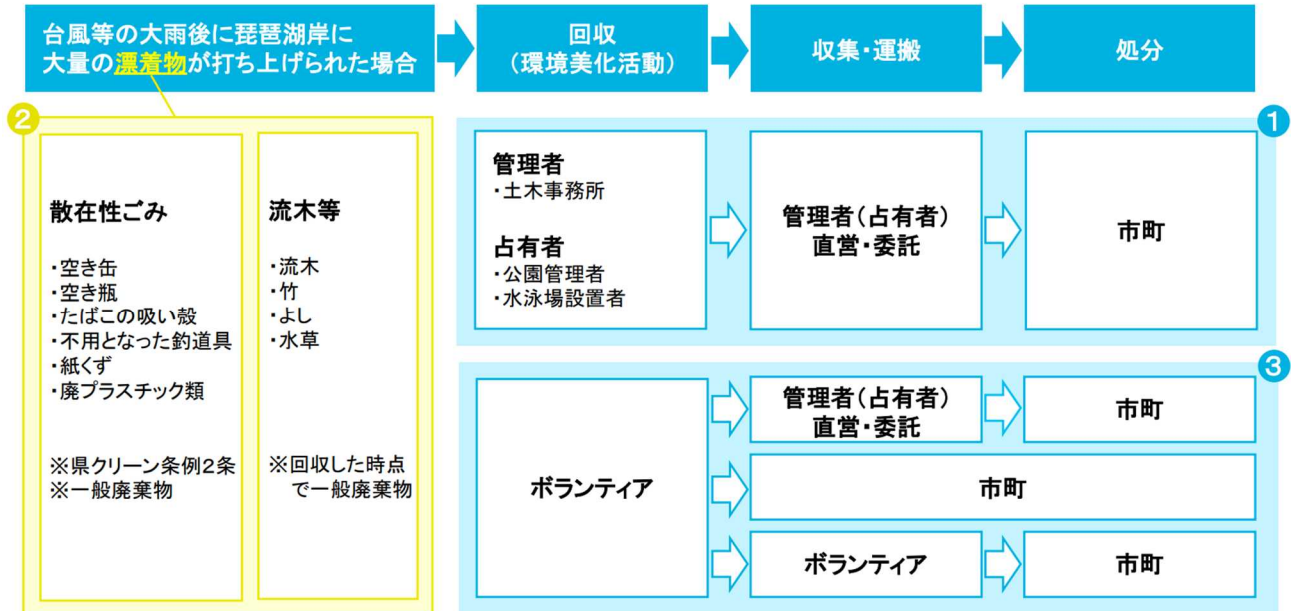 台風等の大雨後に琵琶湖岸に
大量の漂着物が打ち上げられた場合
回収
(環境美化活動)
収集・運搬
処分
②
散在性ごみ
・空き缶
・空き瓶
・たばこの吸い殻
・不用となった釣道具
・紙くず
・廃プラスチック類
※県クリーン条例2条
※一般廃棄物
流木等
・流木
・竹
・よし
・水草
※回収した時点
で一般廃棄物
①
管理者
・土木事務所
占有者
・公園管理者
・水泳場設置者
管理者(占有者)
直営・委託
市町
③
ボランティア
管理者(占有者)
直営・委託
市町
市町
ボランティア
市町